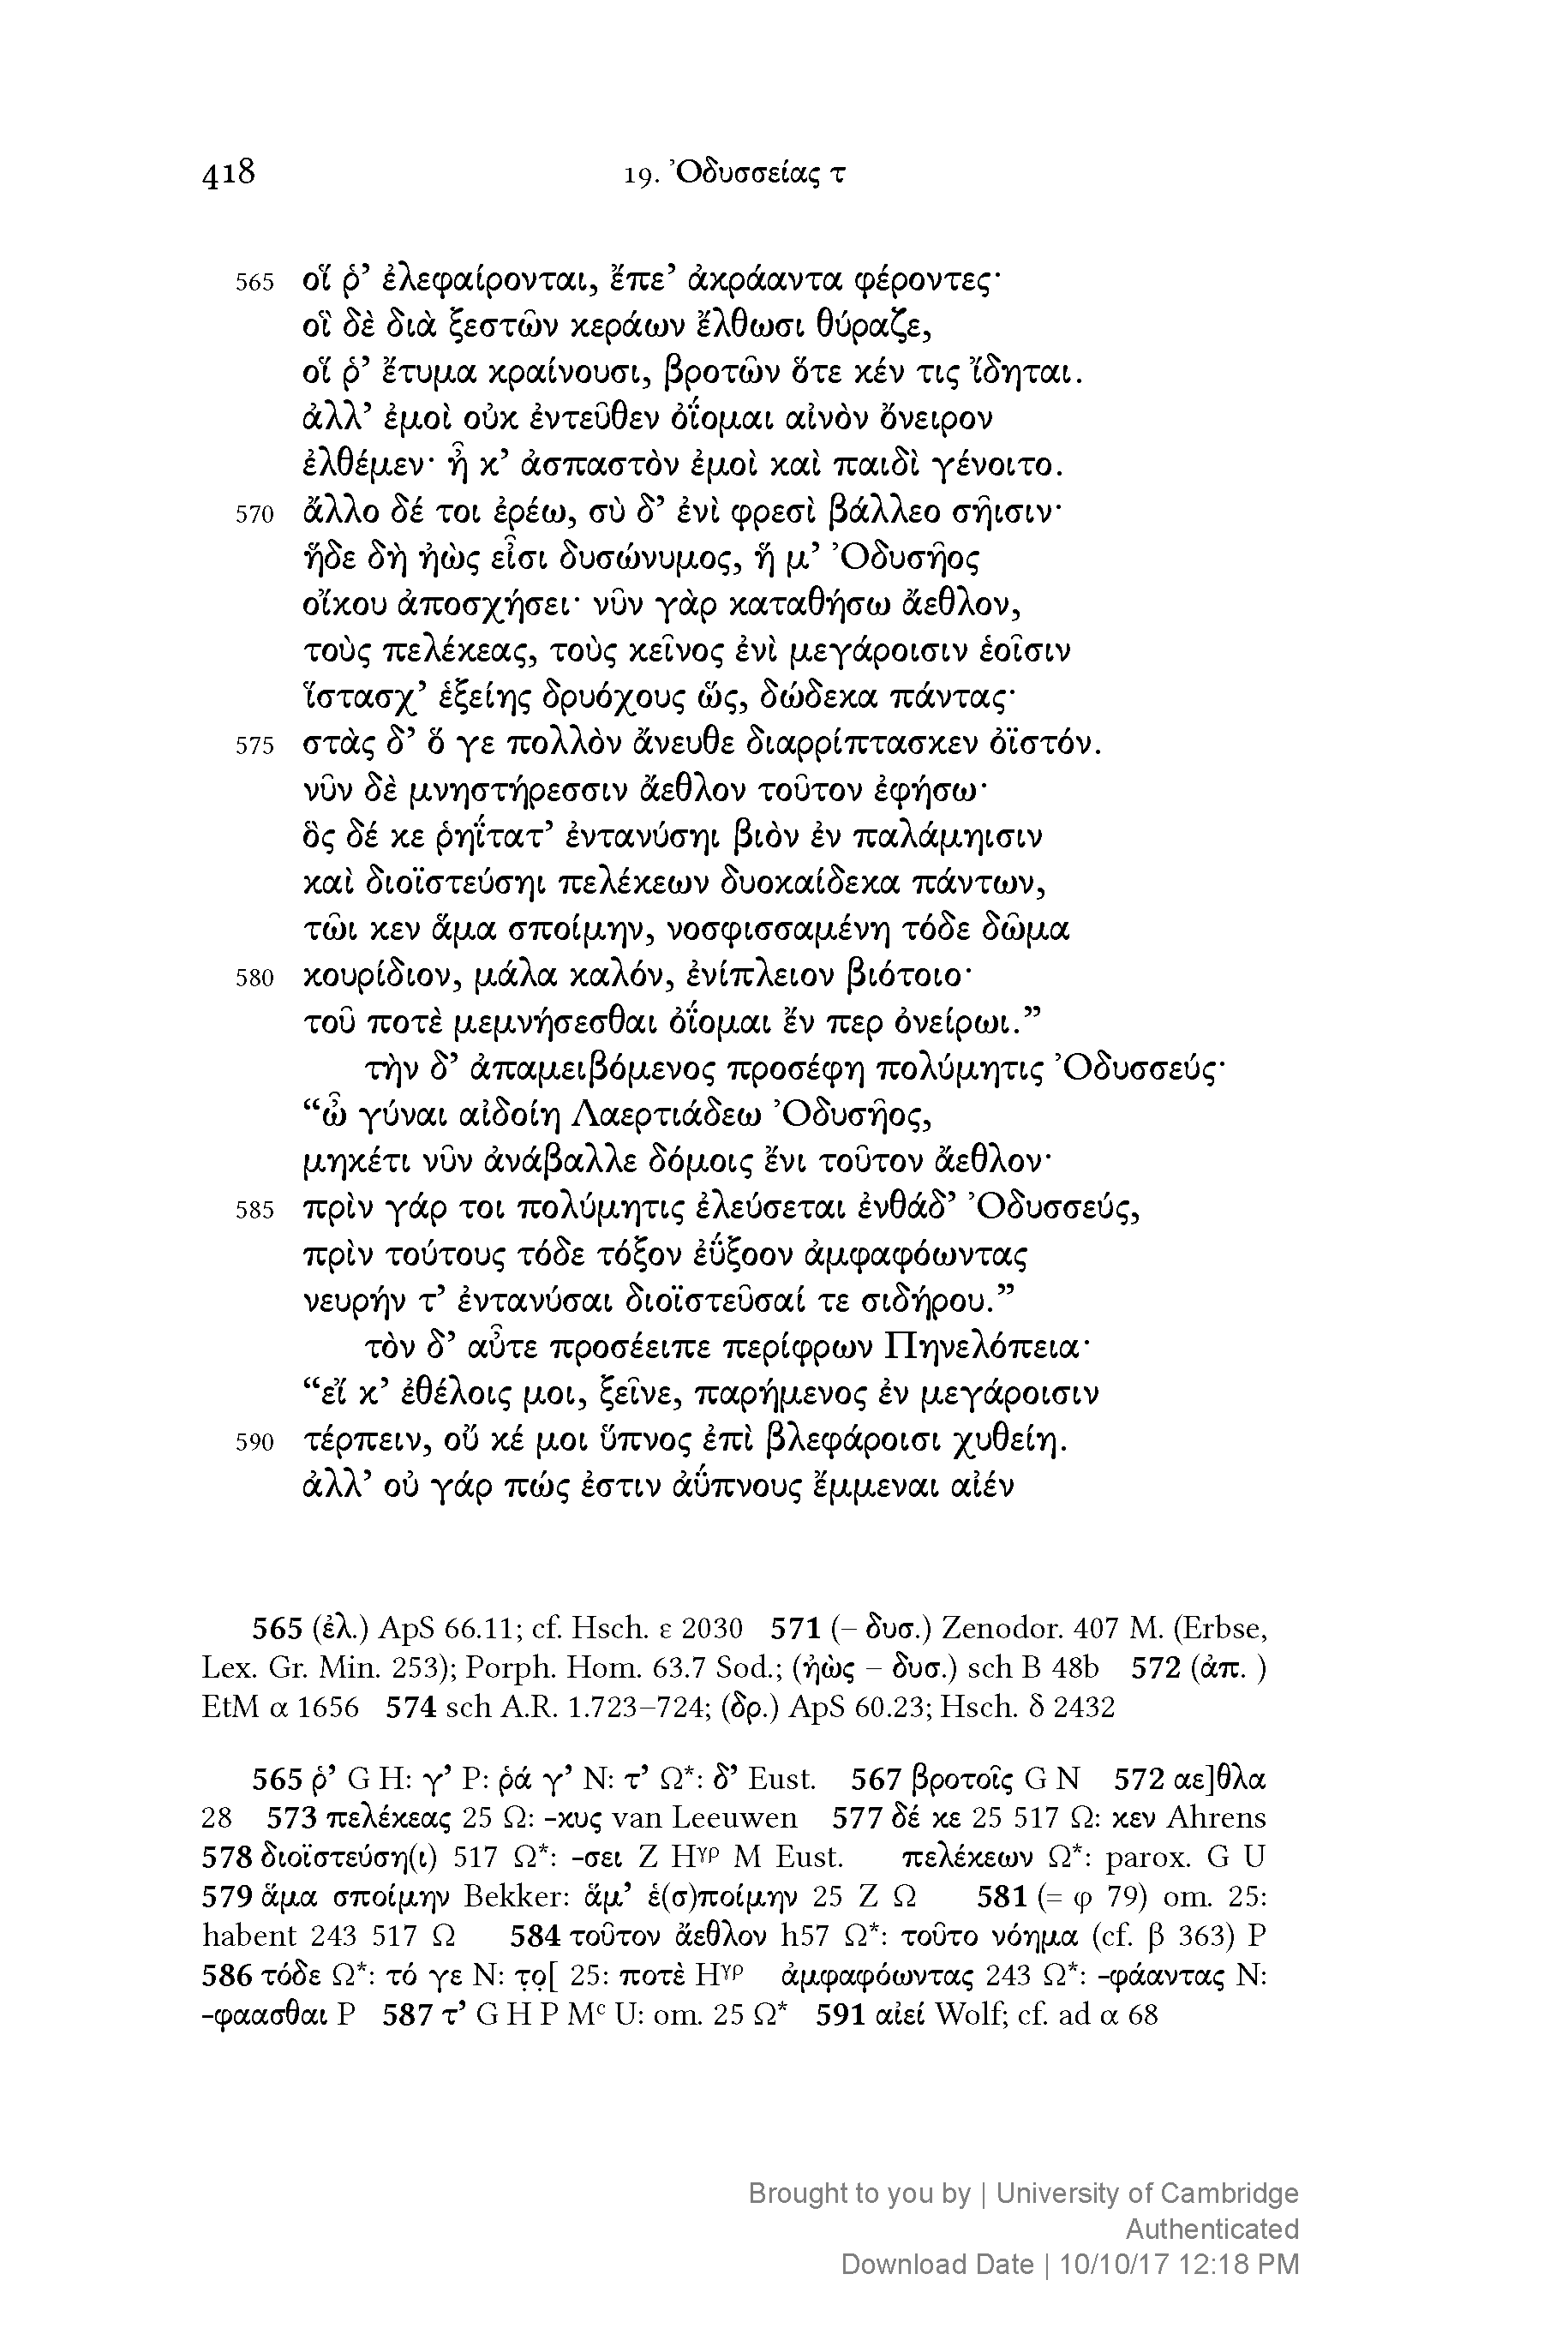 418 19. Ὀδυσσείας τ
565 οἵ ῥ’ ἐλεφαίρονται, ἔπε’ ἀκράαντα φέροντες·
οἳ δὲ διὰ ξεστῶν κεράων ἔλθωσι θύραζε,
οἵ ῥ’ ἔτυμα κραίνουσι, βροτῶν ὅτε κέν τις ἴδηται.
ἀλλ’ ἐμοὶ οὐκ ἐντεῦθεν ὀΐομαι αἰνὸν ὄνειρον
ἐλθέμεν· ἦ κ’ ἀσπαστὸν ἐμοὶ καὶ παιδὶ γένοιτο.
570 ἄλλο δέ τοι ἐρέω, σὺ δ’ ἐνὶ φρεσὶ βάλλεο σῆισιν·
ἥδε δὴ ἠὼς εἶσι δυσώνυμος, ἥ μ’ Ὀδυσῆος
οἴκου ἀποσχήσει· νῦν γὰρ καταθήσω ἄεθλον,
τοὺς πελέκεας, τοὺς κεῖνος ἐνὶ μεγάροισιν ἑοῖσιν
ἵστασχ’ ἑξείης δρυόχους ὥς, δώδεκα πάντας·
575 στὰς δ’ ὅ γε πολλὸν ἄνευθε διαρρίπτασκεν ὀϊστόν.
νῦν δὲ μνηστήρεσσιν ἄεθλον τοῦτον ἐφήσω·
ὃς δέ κε ῥηΐτατ’ ἐντανύσηι βιὸν ἐν παλάμηισιν
καὶ διοϊστεύσηι πελέκεων δυοκαίδεκα πάντων,
τῶι κεν ἅμα σποίμην, νοσφισσαμένη τόδε δῶμα
580 κουρίδιον, μάλα καλόν, ἐνίπλειον βιότοιο·
τοῦ ποτὲ μεμνήσεσθαι ὀΐομαι ἔν περ ὀνείρωι.”
τὴν δ’ ἀπαμειβόμενος προσέφη πολύμητις Ὀδυσσεύς·
“ὦ γύναι αἰδοίη Λαερτιάδεω Ὀδυσῆος,
μηκέτι νῦν ἀνάβαλλε δόμοις ἔνι τοῦτον ἄεθλον·
585 πρὶν γάρ τοι πολύμητις ἐλεύσεται ἐνθάδ’ Ὀδυσσεύς,
πρὶν τούτους τόδε τόξον ἐΰξοον ἀμφαφόωντας
νευρήν τ’ ἐντανύσαι διοϊστεῦσαί τε σιδήρου.”
τὸν δ’ αὖτε προσέειπε περίφρων Πηνελόπεια·
“εἴ κ’ ἐθέλοις μοι, ξεῖνε, παρήμενος ἐν μεγάροισιν
590 τέρπειν, οὔ κέ μοι ὕπνος ἐπὶ βλεφάροισι χυθείη.
ἀλλ’ οὐ γάρ πώς ἐστιν ἀΰπνους ἔμμεναι αἰέν
565 (ἐλ.) ApS 66.11; cf. Hsch. ε 2030 571 (– δυσ.) Zenodor. 407 M. (Erbse,
Lex. Gr. Min. 253); Porph. Hom. 63.7 Sod.; (ἠὼς – δυσ.) sch B 48b 572 (ἀπ. )
EtM α 1656 574 sch A.R. 1.723–724; (δρ.) ApS 60.23; Hsch. δ 2432
565 ῥ’ G H: γ’ P: ῥά γ’ N: τ’ Ω*: δ’ Eust. 567 βροτοῖς G N 572 αε]θλα
28 573 πελέκεας 25 Ω: -κυς van Leeuwen 577 δέ κε 25 517 Ω: κεν Ahrens
578 διοϊστεύση(ι) 517 Ω*: -σει Z Hγρ M Eust. πελέκεων Ω*: parox. G U
579 ἅμα σποίμην Bekker: ἅμ’ ἑ(σ)ποίμην 25 Z Ω 581 (= φ 79) om. 25:
habent 243 517 Ω 584 τοῦτον ἄεθλον h57 Ω*: τοῦτο νόημα (cf. β 363) P
586 τόδε Ω*: τό γε N: τ̣ο̣[ 25: ποτὲ Hγρ ἀμφαφόωντας 243 Ω*: -φάαντας N:
-φαασθαι P 587 τ’ G H P Mc U: om. 25 Ω* 591 αἰεί Wolf; cf. ad α 68
Brought to you by | University of Cambridge
Authenticated
Download Date | 10/10/17 12:18 PM